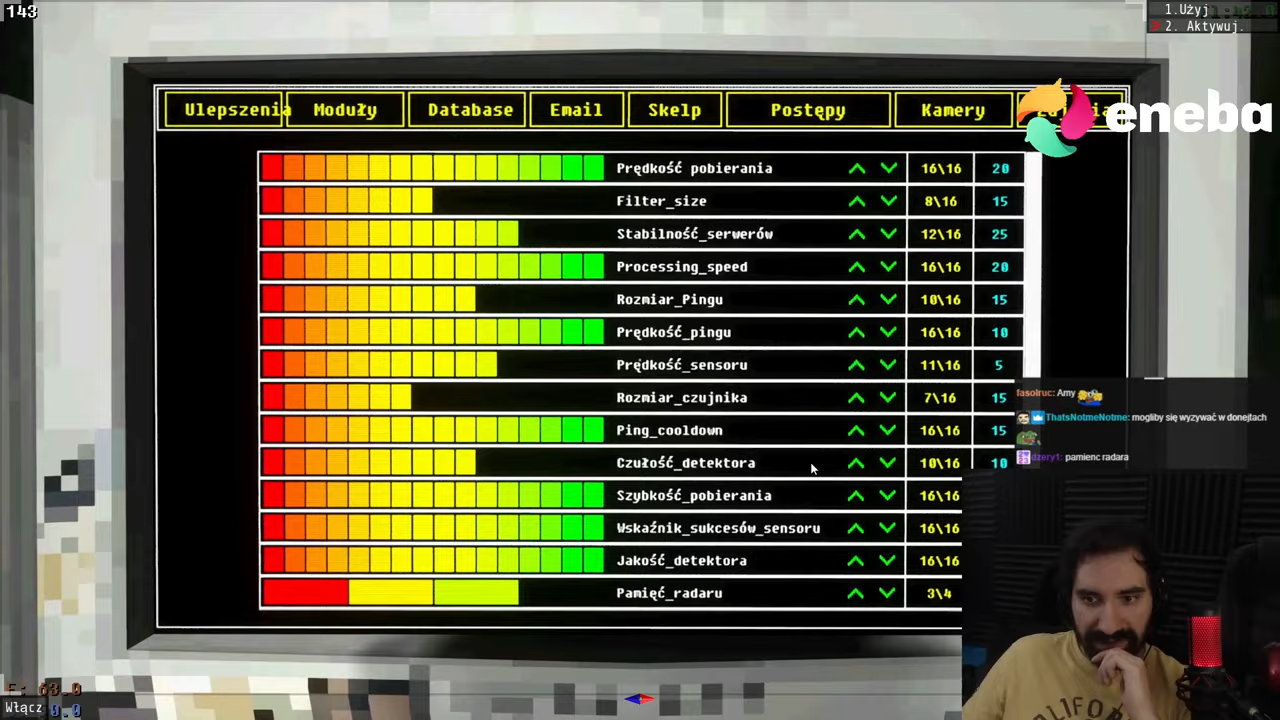 143
1.Użyj
> 2. Aktywuj.
Ulepszenia Moduły Database Email Skelp Postępy Kamery
eneba
Prędkość pobierania 16\16 20
Filter_size 8\16 15
Stabilność_serwerów 12\16 25
Processing_speed 16\16 20
Rozmiar_Pingu 10\16 15
Prędkość_pingu 16\16 10
Prędkość_sensoru 11\16 5
Rozmiar_czujnika 7\16 15
Ping_cooldown 16\16 15
Czułość_detektora 10\16 10
Szybkość_pobierania 16\16
Wskaźnik_sukcesów_sensoru 16\16
Jakość_detektora 16\16
Pamięć_radaru 3\4
fasolruc: Amy
ThatsNotmeNotme: mogliby się wyzywać w donejtach
dzery1: pamienc radara
E: 63.0
Włącz